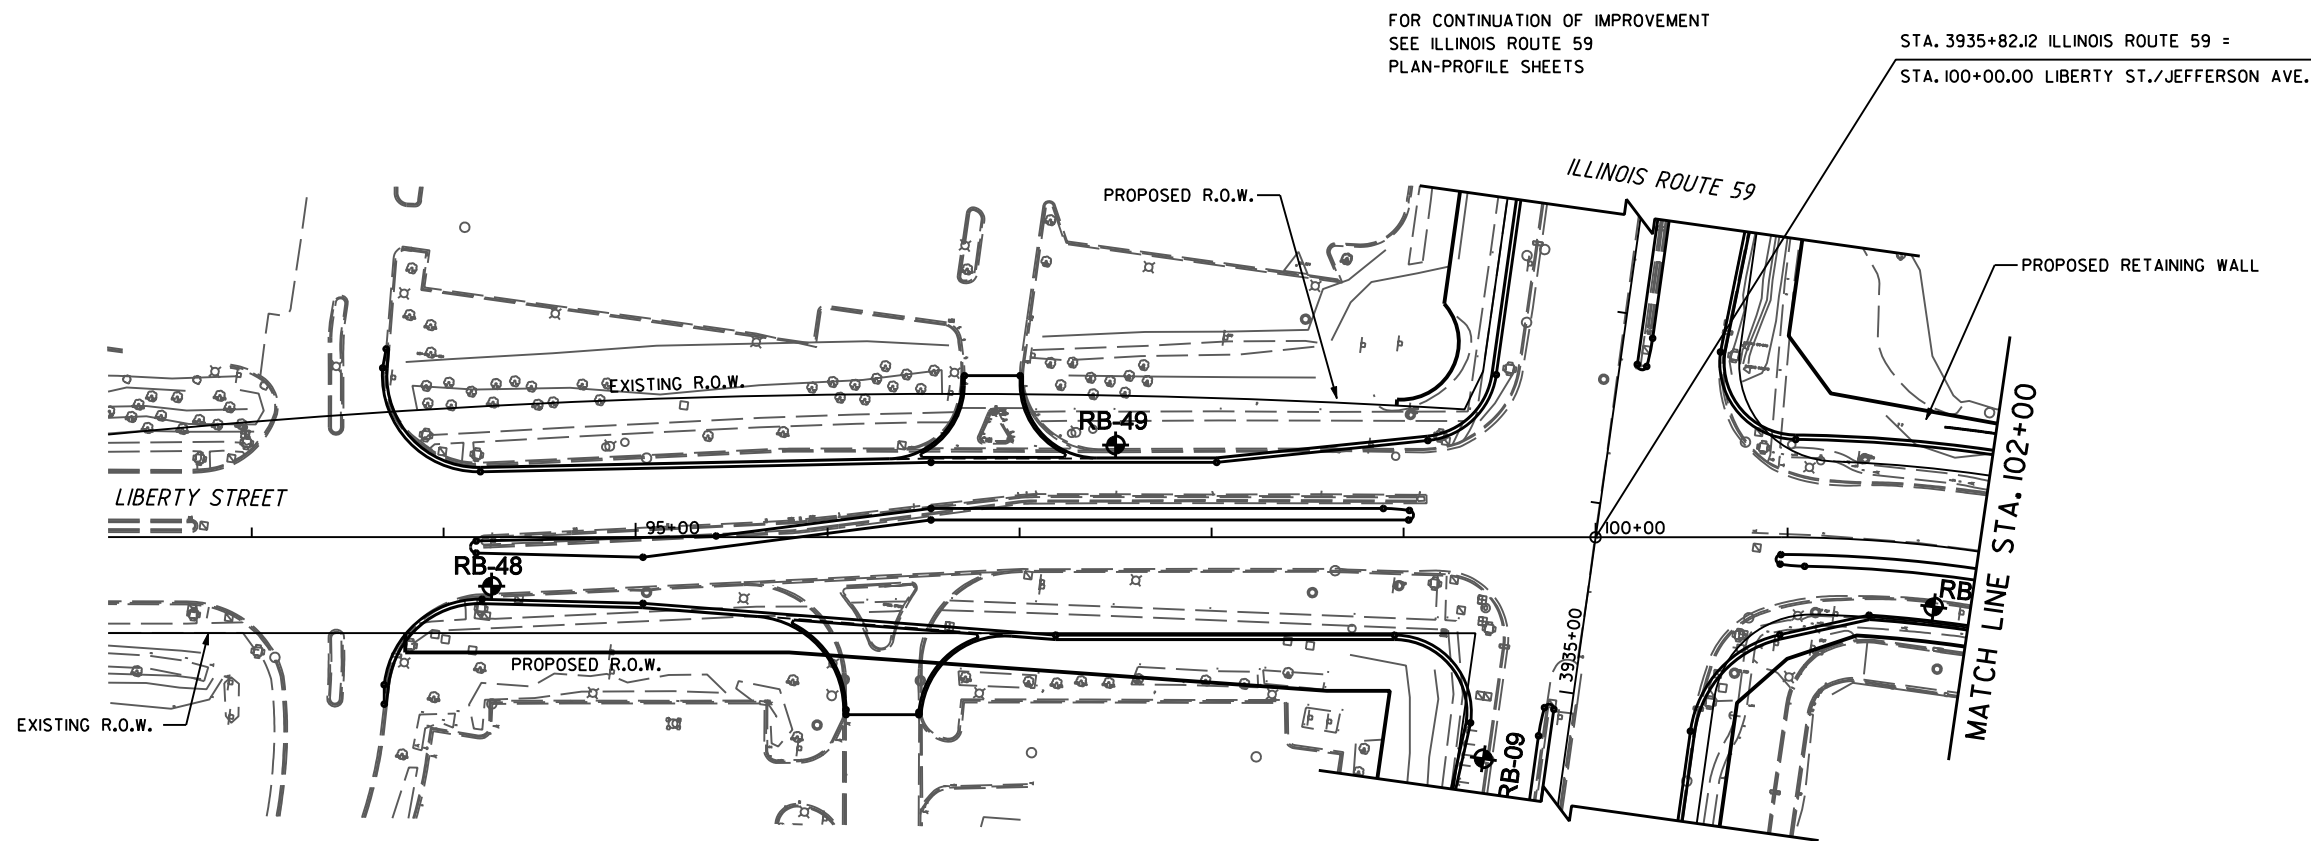 FOR CONTINUATION OF IMPROVEMENT
SEE ILLINOIS ROUTE 59
PLAN-PROFILE SHEETS
STA. 3935+82.12 ILLINOIS ROUTE 59 =
STA. 100+00.00 LIBERTY ST./JEFFERSON AVE.
ILLINOIS ROUTE 59
PROPOSED R.O.W.
PROPOSED RETAINING WALL
EXISTING R.O.W.
RB-49
LIBERTY STREET
95+00
100+00
RB-48
RB
MATCH LINE STA. 102+00
3935+00
PROPOSED R.O.W.
EXISTING R.O.W.
RB-09